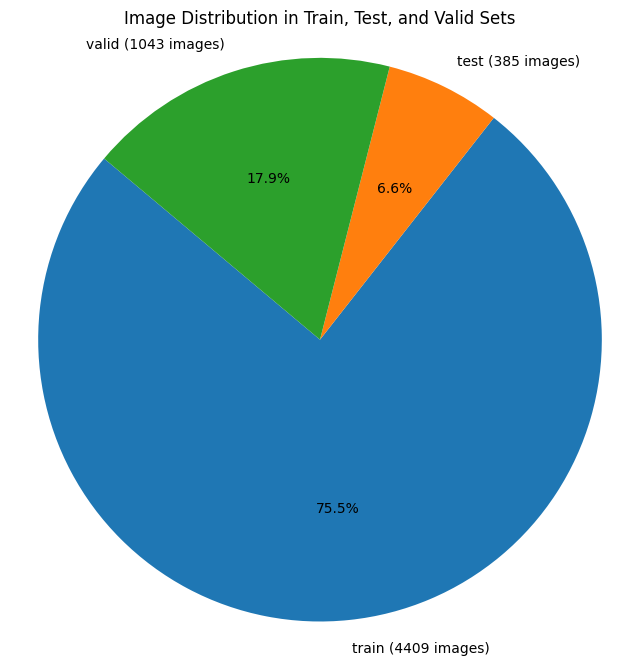 Image Distribution in Train, Test, and Valid Sets
valid (1043 images)
test (385 images)
17.9%
6.6%
75.5%
train (4409 images)